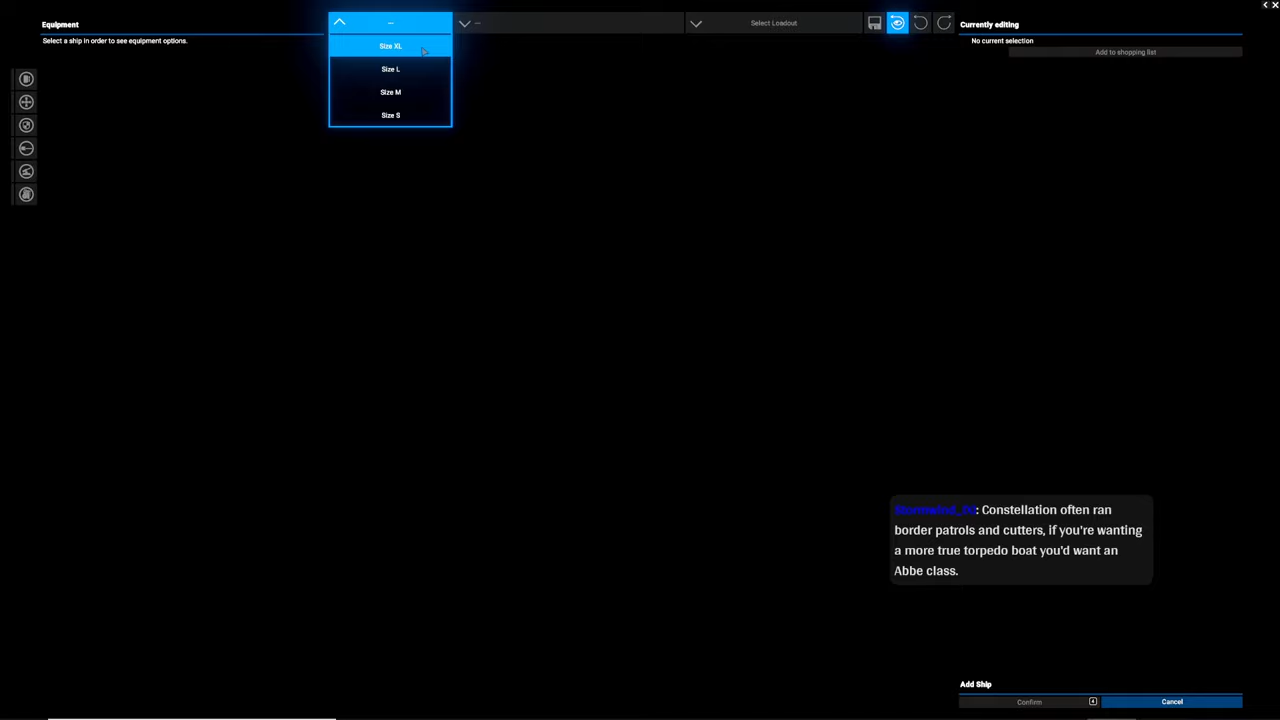 Equipment
Select a ship in order to see equipment options.
--
Size XL
Size L
Size M
Size S
--
Select Loadout
Currently editing
No current selection
Add to shopping list
: Constellation often ran
border patrols and cutters, if you're wanting
a more true torpedo boat you'd want an
Abbe class.
Add Ship
Confirm
Cancel